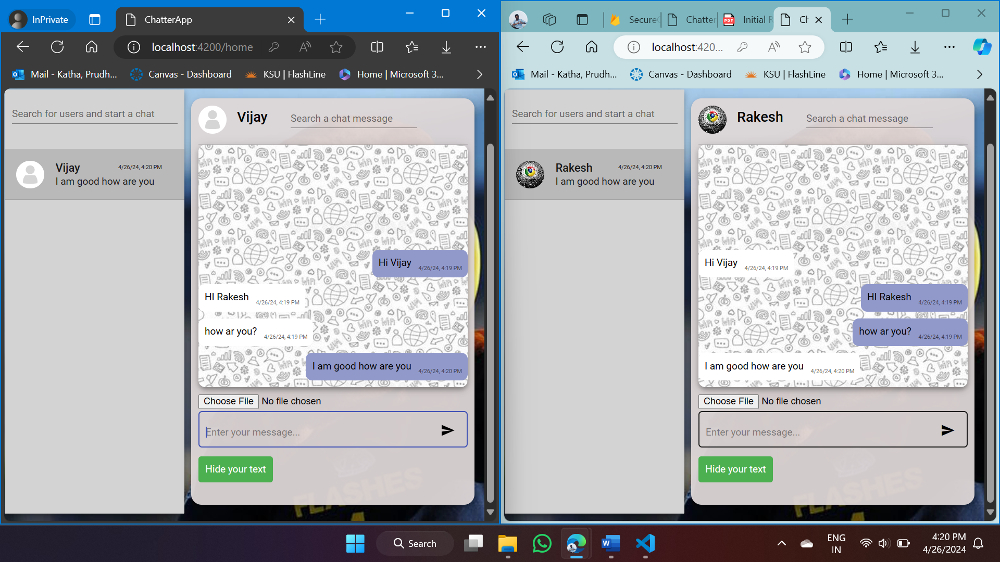 InPrivate
ChatterApp
localhost:4200/home
Mail - Katha, Prudh...
Canvas - Dashboard
KSU | FlashLine
Home | Microsoft 3...
Search for users and start a chat
Vijay
4/26/24, 4:20 PM
I am good how are you
Vijay
Search a chat message
Hi Vijay
4/26/24, 4:19 PM
HI Rakesh
4/26/24, 4:19 PM
how ar you?
4/26/24, 4:19 PM
I am good how are you
4/26/24, 4:20 PM
Choose File No file chosen
Enter your message...
Hide your text
FLASHES
Secure
Chatter
PDF
Initial R
Ch
localhost:420...
Mail - Katha, Prudh...
Canvas - Dashboard
KSU | FlashLine
Home | Microsoft 3...
Search for users and start a chat
Rakesh
4/26/24, 4:20 PM
I am good how are you
Rakesh
Search a chat message
Hi Vijay
4/26/24, 4:19 PM
HI Rakesh
4/26/24, 4:19 PM
how ar you?
4/26/24, 4:19 PM
I am good how are you
4/26/24, 4:20 PM
Choose File No file chosen
Enter your message...
Hide your text
FLASHES
Search
ENG
IN
4:20 PM
4/26/2024